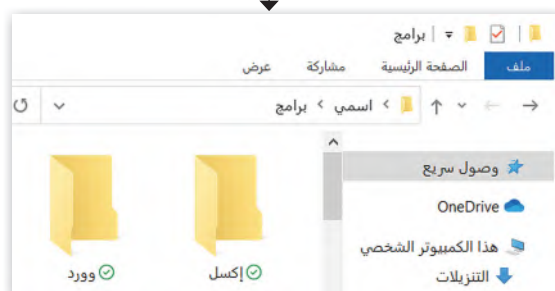 برامج
ملف الصفحة الرئيسية مشاركة عرض
اسمي › برامج
وصول سريع
OneDrive
هذا الكمبيوتر الشخصي
التنزيلات
إكسل
وورد